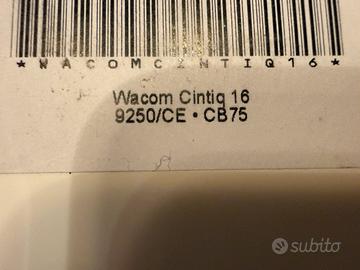 *WACOMCINTIQ16*
Wacom Cintiq 16
9250/CE • CB75
subito